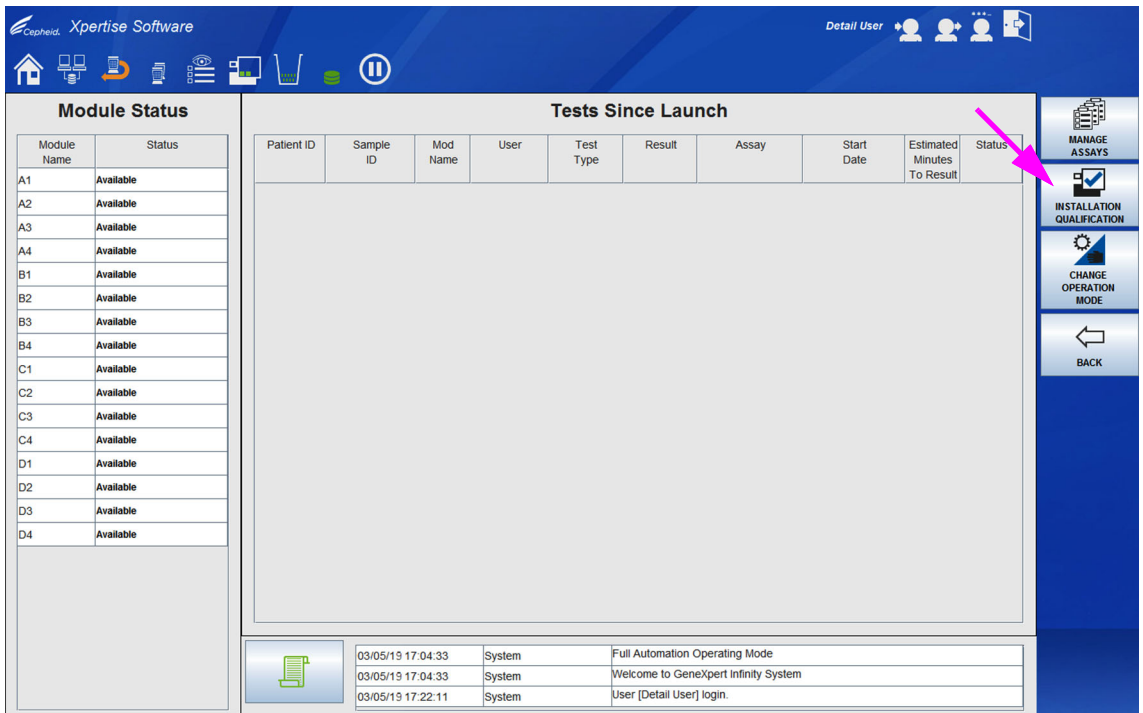 Cepheid. Xpertise Software
Detail User
Module Status
Module Name
Status
A1 Available
A2 Available
A3 Available
A4 Available
B1 Available
B2 Available
B3 Available
B4 Available
C1 Available
C2 Available
C3 Available
C4 Available
D1 Available
D2 Available
D3 Available
D4 Available
Tests Since Launch
Patient ID
Sample ID
Mod Name
User
Test Type
Result
Assay
Start Date
Estimated Minutes To Result
Status
03/05/19 17:04:33 System Full Automation Operating Mode
03/05/19 17:04:33 System Welcome to GeneXpert Infinity System
03/05/19 17:22:11 System User [Detail User] login.
MANAGE
ASSAYS
INSTALLATION
QUALIFICATION
CHANGE
OPERATION
MODE
BACK